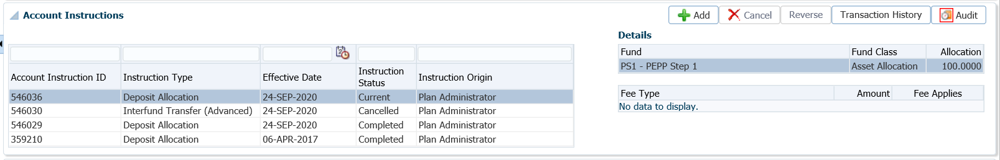 Account Instructions
Add Cancel Reverse Transaction History Audit
Account Instruction ID Instruction Type Effective Date Instruction Status Instruction Origin
546036 Deposit Allocation 24-SEP-2020 Current Plan Administrator
546030 Interfund Transfer (Advanced) 24-SEP-2020 Cancelled Plan Administrator
546029 Deposit Allocation 24-SEP-2020 Completed Plan Administrator
359210 Deposit Allocation 06-APR-2017 Completed Plan Administrator
Details
Fund Fund Class Allocation
PS1 - PEPP Step 1 Asset Allocation 100.0000
Fee Type Amount Fee Applies
No data to display.